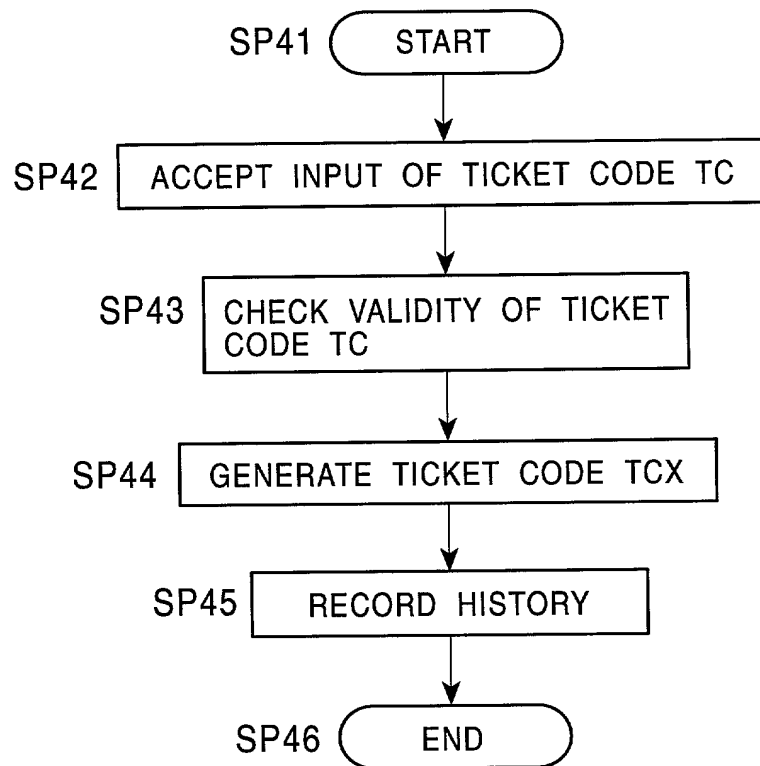 SP41 START
SP42 ACCEPT INPUT OF TICKET CODE TC
SP43 CHECK VALIDITY OF TICKET
CODE TC
SP44 GENERATE TICKET CODE TCX
SP45 RECORD HISTORY
SP46 END